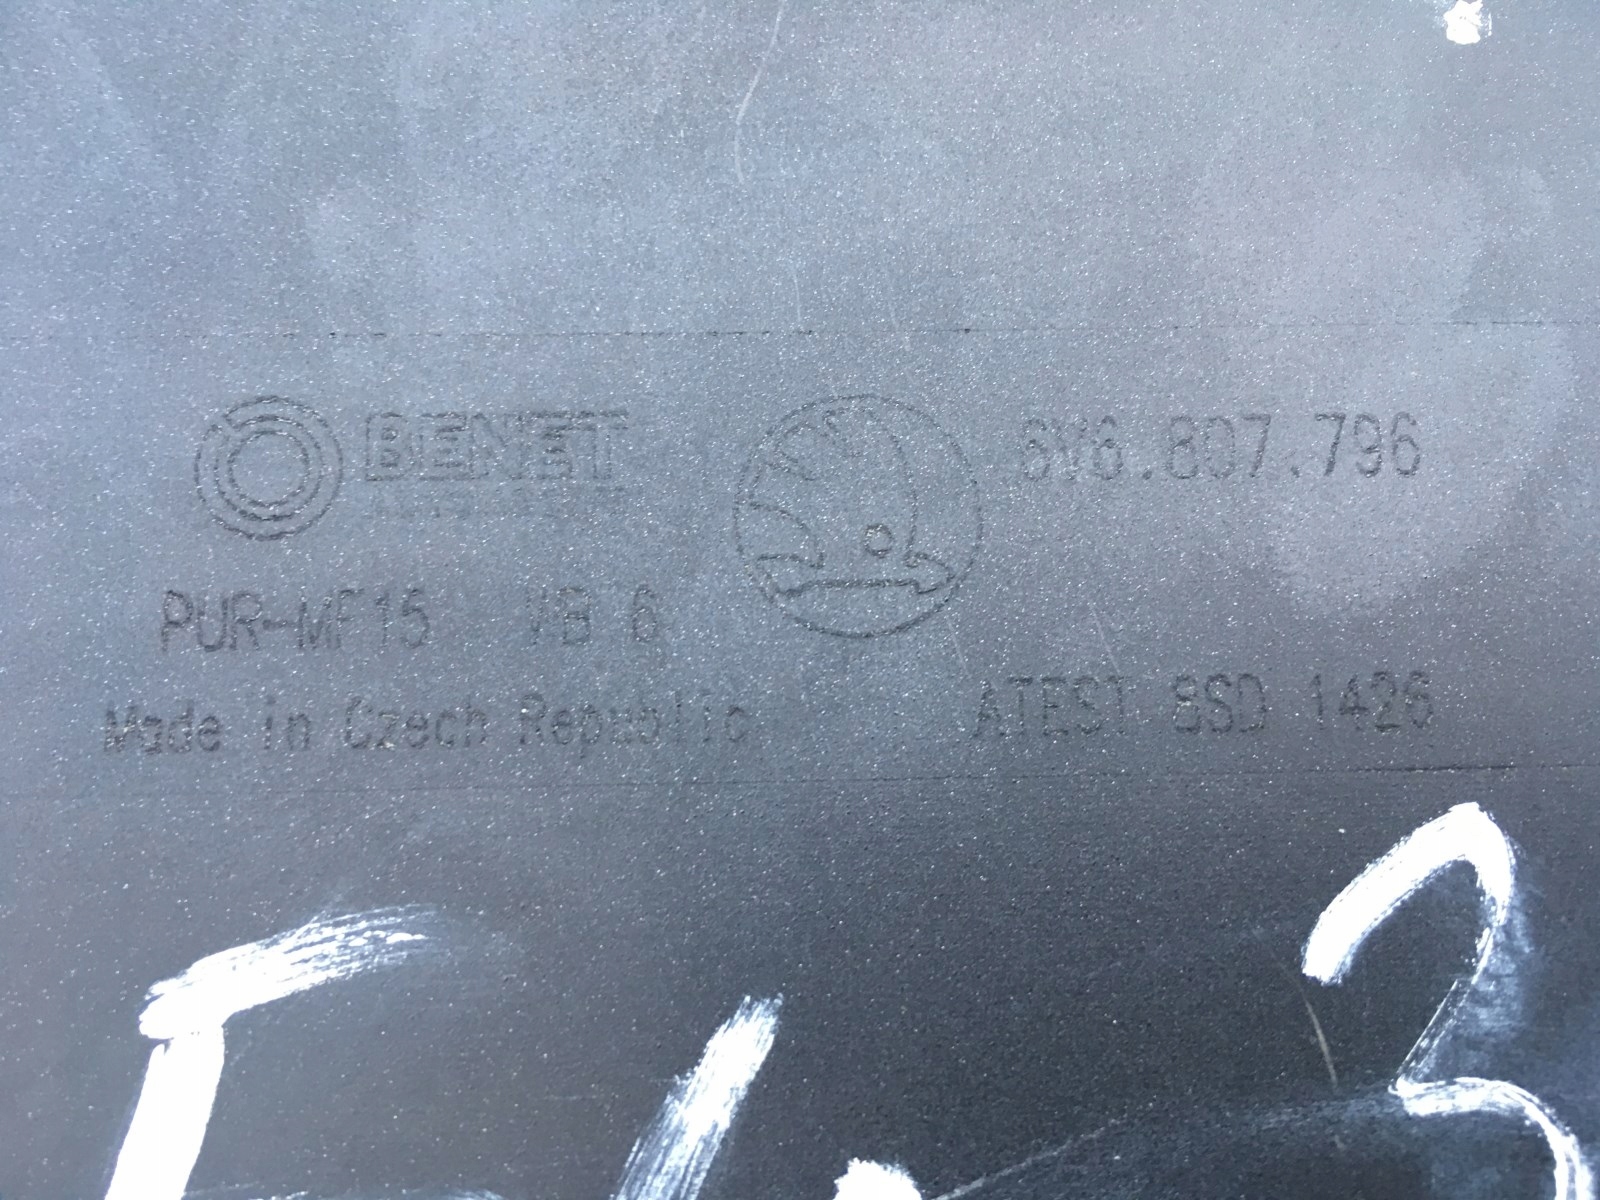 BENET 6V6.807.796
PUR-MF15 VB 6
Made in Czech Republic ATEST 8SD 1426